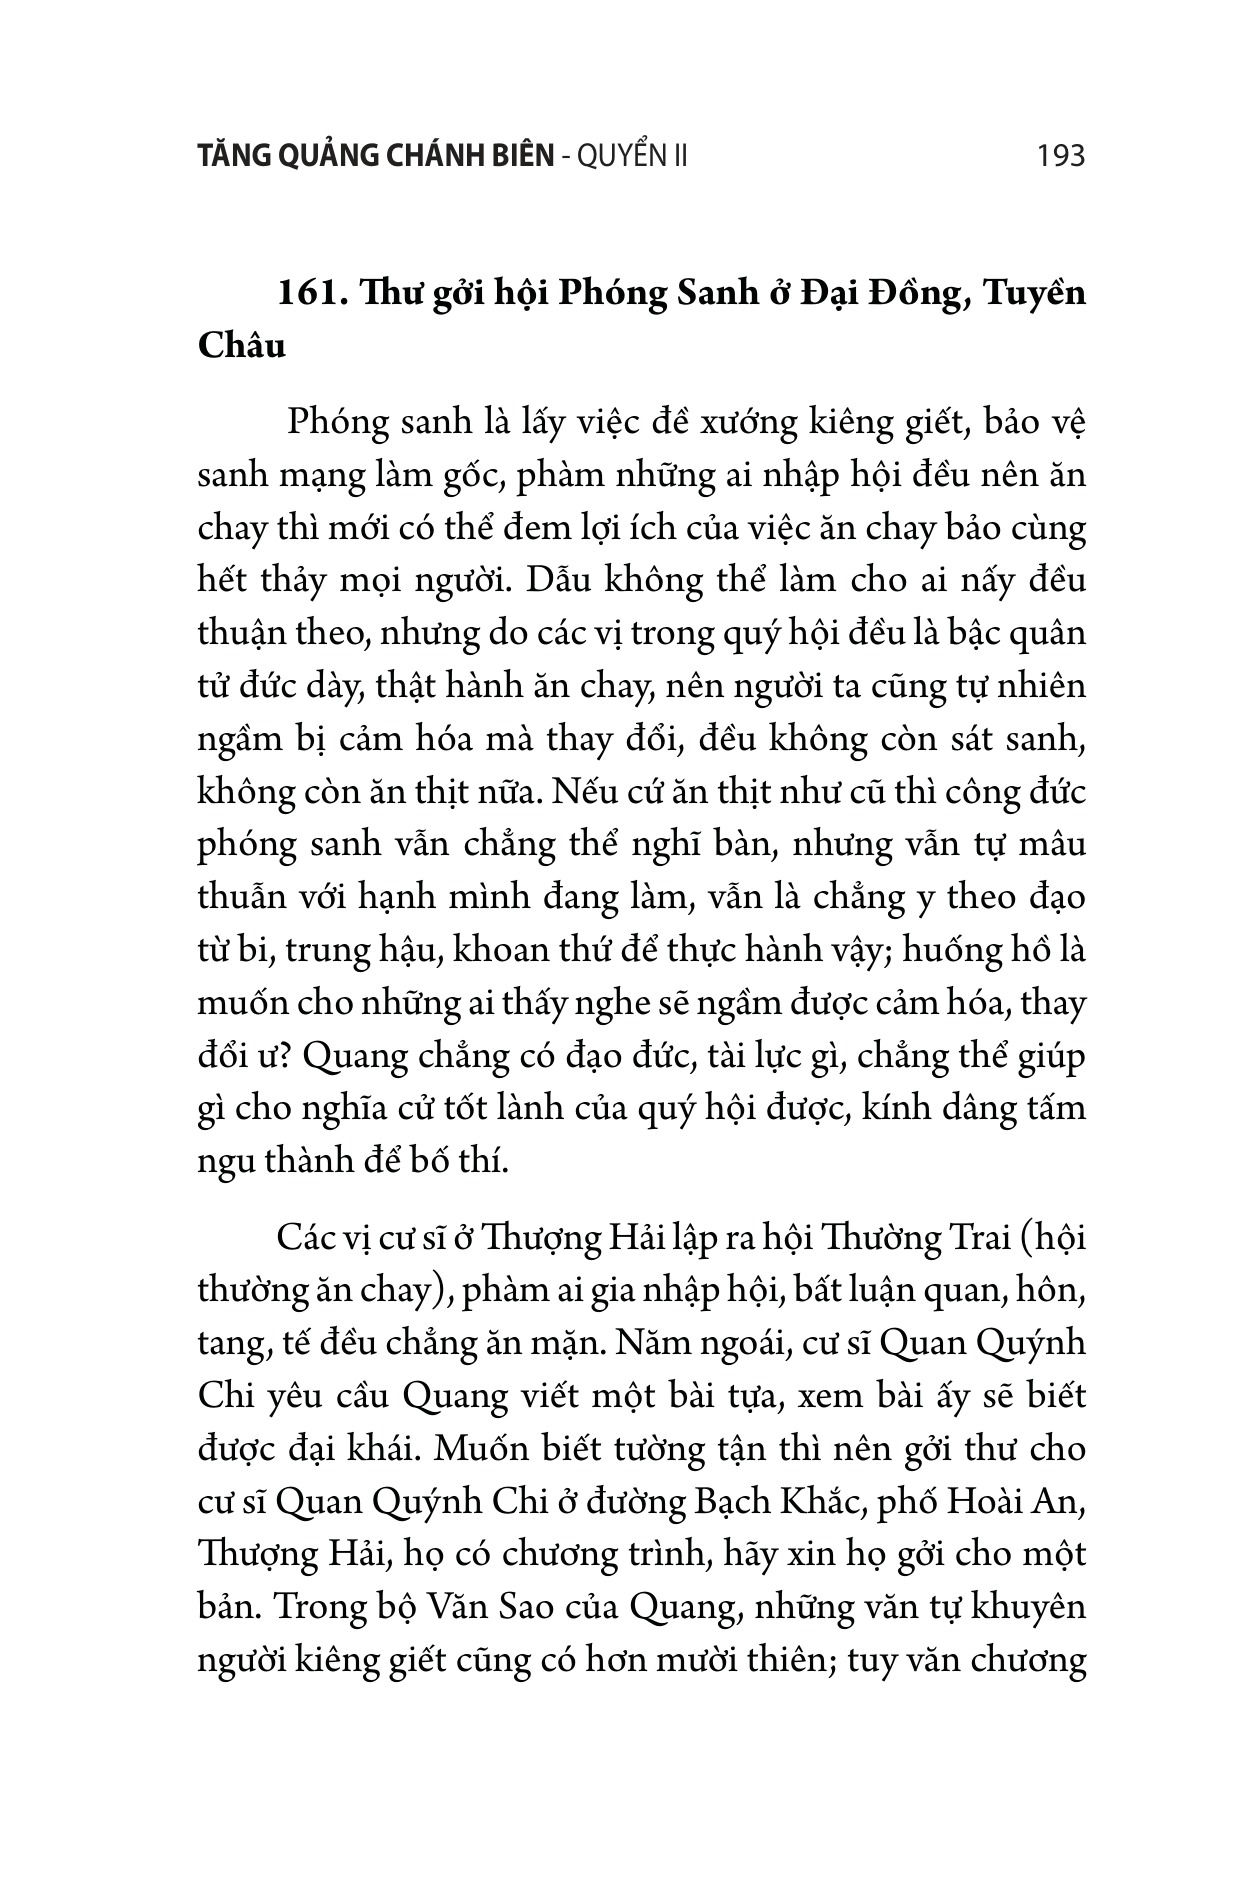 TĂNG QUẢNG CHÁNH BIÊN - QUYỂN II 193
161. Thư gởi hội Phóng Sanh ở Đại Đồng, Tuyền
Châu
Phóng sanh là lấy việc đề xướng kiêng giết, bảo vệ
sanh mạng làm gốc, phàm những ai nhập hội đều nên ăn
chay thì mới có thể đem lợi ích của việc ăn chay bảo cùng
hết thảy mọi người. Dẫu không thể làm cho ai nấy đều
thuận theo, nhưng do các vị trong quý hội đều là bậc quân
tử đức dày, thật hành ăn chay, nên người ta cũng tự nhiên
ngầm bị cảm hóa mà thay đổi, đều không còn sát sanh,
không còn ăn thịt nữa. Nếu cứ ăn thịt như cũ thì công đức
phóng sanh vẫn chẳng thể nghĩ bàn, nhưng vẫn tự mâu
thuẫn với hạnh mình đang làm, vẫn là chẳng y theo đạo
từ bi, trung hậu, khoan thứ để thực hành vậy; huống hồ là
muốn cho những ai thấy nghe sẽ ngầm được cảm hóa, thay
đổi ư? Quang chẳng có đạo đức, tài lực gì, chẳng thể giúp
gì cho nghĩa cử tốt lành của quý hội được, kính dâng tấm
ngu thành để bố thí.
Các vị cư sĩ ở Thượng Hải lập ra hội Thường Trai (hội
thường ăn chay), phàm ai gia nhập hội, bất luận quan, hôn,
tang, tế đều chẳng ăn mặn. Năm ngoái, cư sĩ Quan Quýnh
Chi yêu cầu Quang viết một bài tựa, xem bài ấy sẽ biết
được đại khái. Muốn biết tường tận thì nên gởi thư cho
cư sĩ Quan Quýnh Chi ở đường Bạch Khắc, phố Hoài An,
Thượng Hải, họ có chương trình, hãy xin họ gởi cho một
bản. Trong bộ Văn Sao của Quang, những văn tự khuyên
người kiêng giết cũng có hơn mười thiên; tuy văn chương